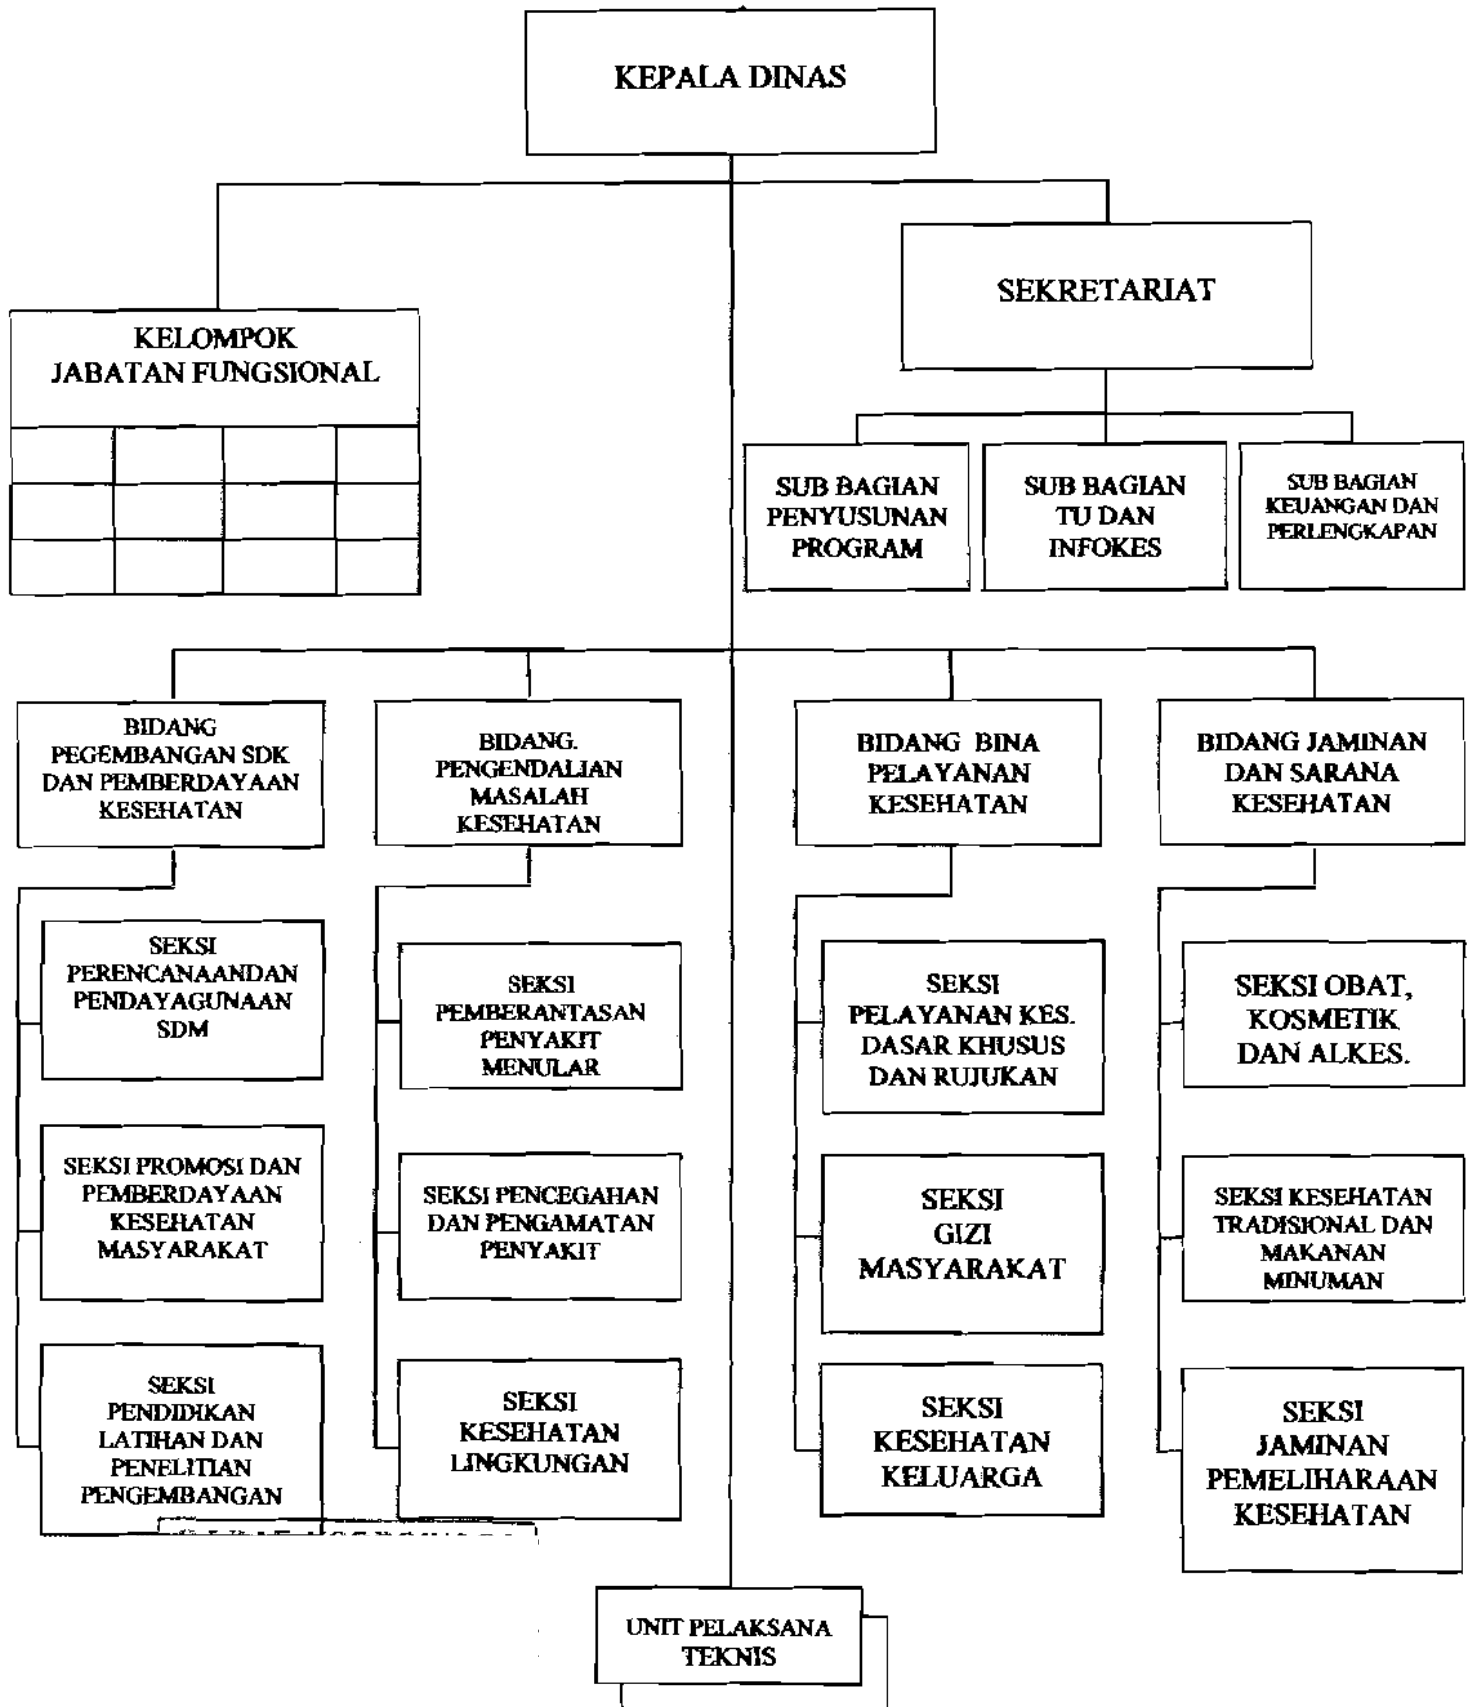 KEPALA DINAS
SEKRETARIAT
KELOMPOK
JABATAN FUNGSIONAL
SUB BAGIAN
PENYUSUNAN
PROGRAM
SUB BAGIAN
TU DAN
INFOKES
SUB BAGIAN
KEUANGAN DAN
PERLENGKAPAN
BIDANG
PEGEMBANGAN SDK
DAN PEMBERDAYAAN
KESEHATAN
BIDANG.
PENGENDALIAN
MASALAH
KESEHATAN
BIDANG BINA
PELAYANAN
KESEHATAN
BIDANG JAMINAN
DAN SARANA
KESEHATAN
SEKSI
PERENCANAANDAN
PENDAYAGUNAAN
SDM
SEKSI
PEMBERANTASAN
PENYAKIT
MENULAR
SEKSI
PELAYANAN KES.
DASAR KHUSUS
DAN RUJUKAN
SEKSI OBAT,
KOSMETIK
DAN ALKES.
SEKSI PROMOSI DAN
PEMBERDAYAAN
KESEHATAN
MASYARAKAT
SEKSI PENCEGAHAN
DAN PENGAMATAN
PENYAKIT
SEKSI
GIZI
MASYARAKAT
SEKSI KESEHATAN
TRADISIONAL DAN
MAKANAN
MINUMAN
SEKSI
PENDIDIKAN
LATIHAN DAN
PENELITIAN
PENGEMBANGAN
SEKSI
KESEHATAN
LINGKUNGAN
SEKSI
KESEHATAN
KELUARGA
SEKSI
JAMINAN
PEMELIHARAAN
KESEHATAN
UNIT PELAKSANA
TEKNIS